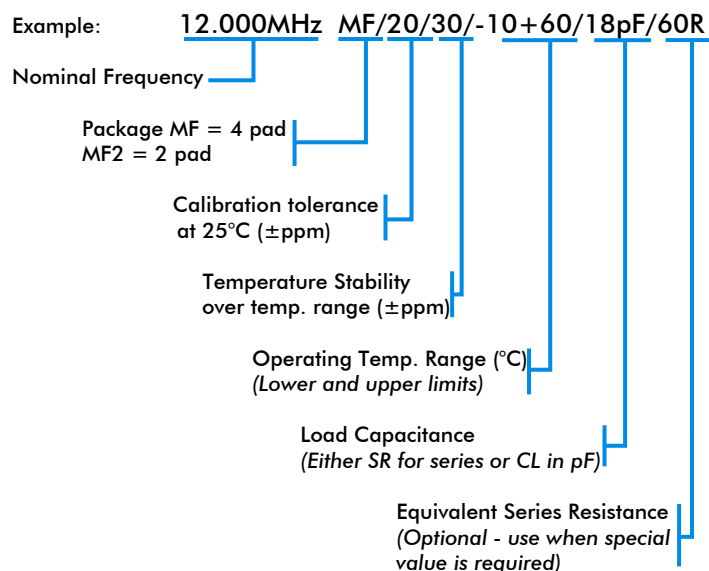 Example: 12.000MHz MF/20/30/-10+60/18pF/60R
Nominal Frequency
Package MF = 4 pad
MF2 = 2 pad
Calibration tolerance
at 25°C (±ppm)
Temperature Stability
over temp. range (±ppm)
Operating Temp. Range (°C)
(Lower and upper limits)
Load Capacitance
(Either SR for series or CL in pF)
Equivalent Series Resistance
(Optional - use when special
value is required)